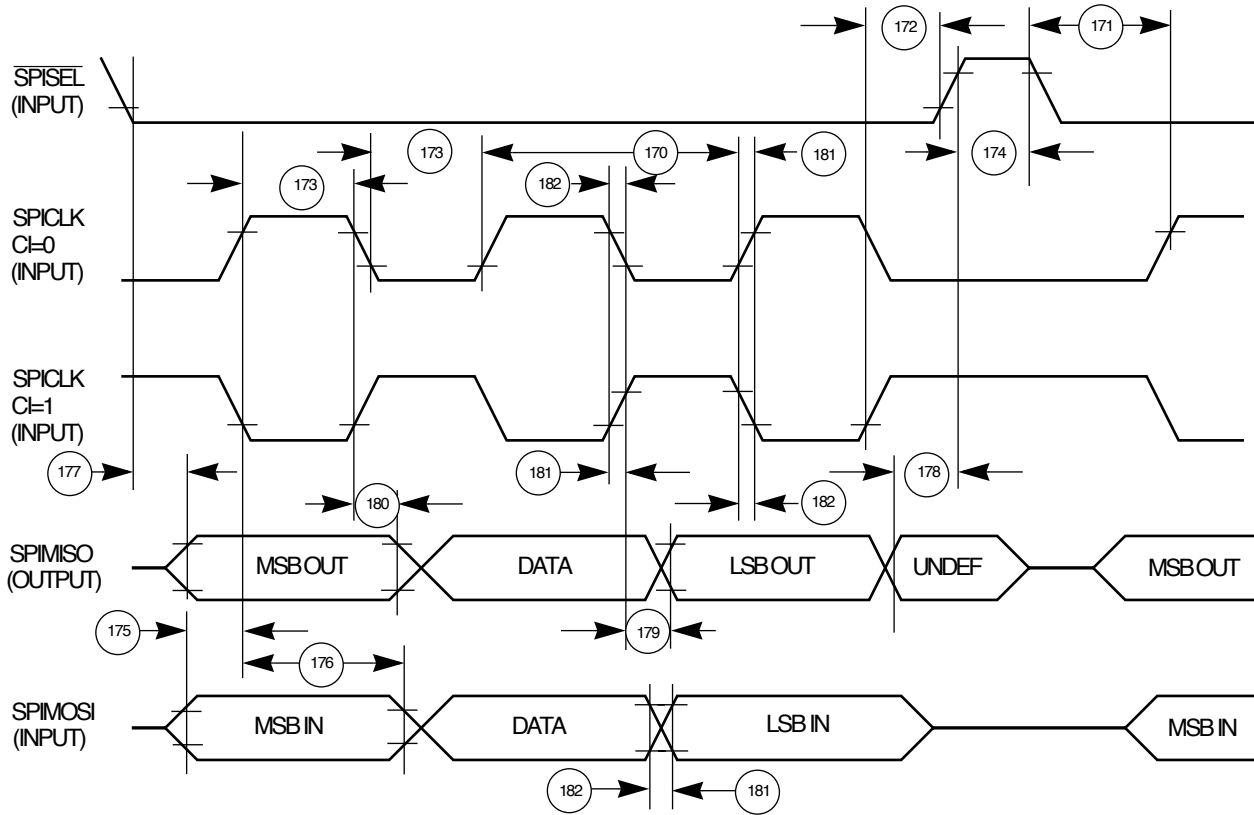 172
171
SPISEL
(INPUT)
173
170
181
174
173
182
SPICLK
CI=0
(INPUT)
SPICLK
CI=1
(INPUT)
177
181
178
180
182
SPIMISO
(OUTPUT)
MSB OUT
DATA
LSB OUT
UNDEF
MSB OUT
175
179
176
SPIMOSI
(INPUT)
MSB IN
DATA
LSB IN
MSB IN
182
181